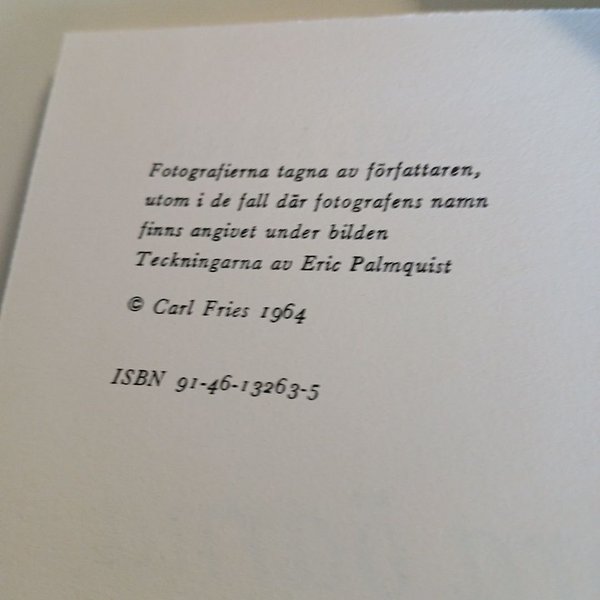 Fotografierna tagna av författaren,
utom i de fall där fotografens namn
finns angivet under bilden
Teckningarna av Eric Palmquist
© Carl Fries 1964
ISBN 91-46-13263-5